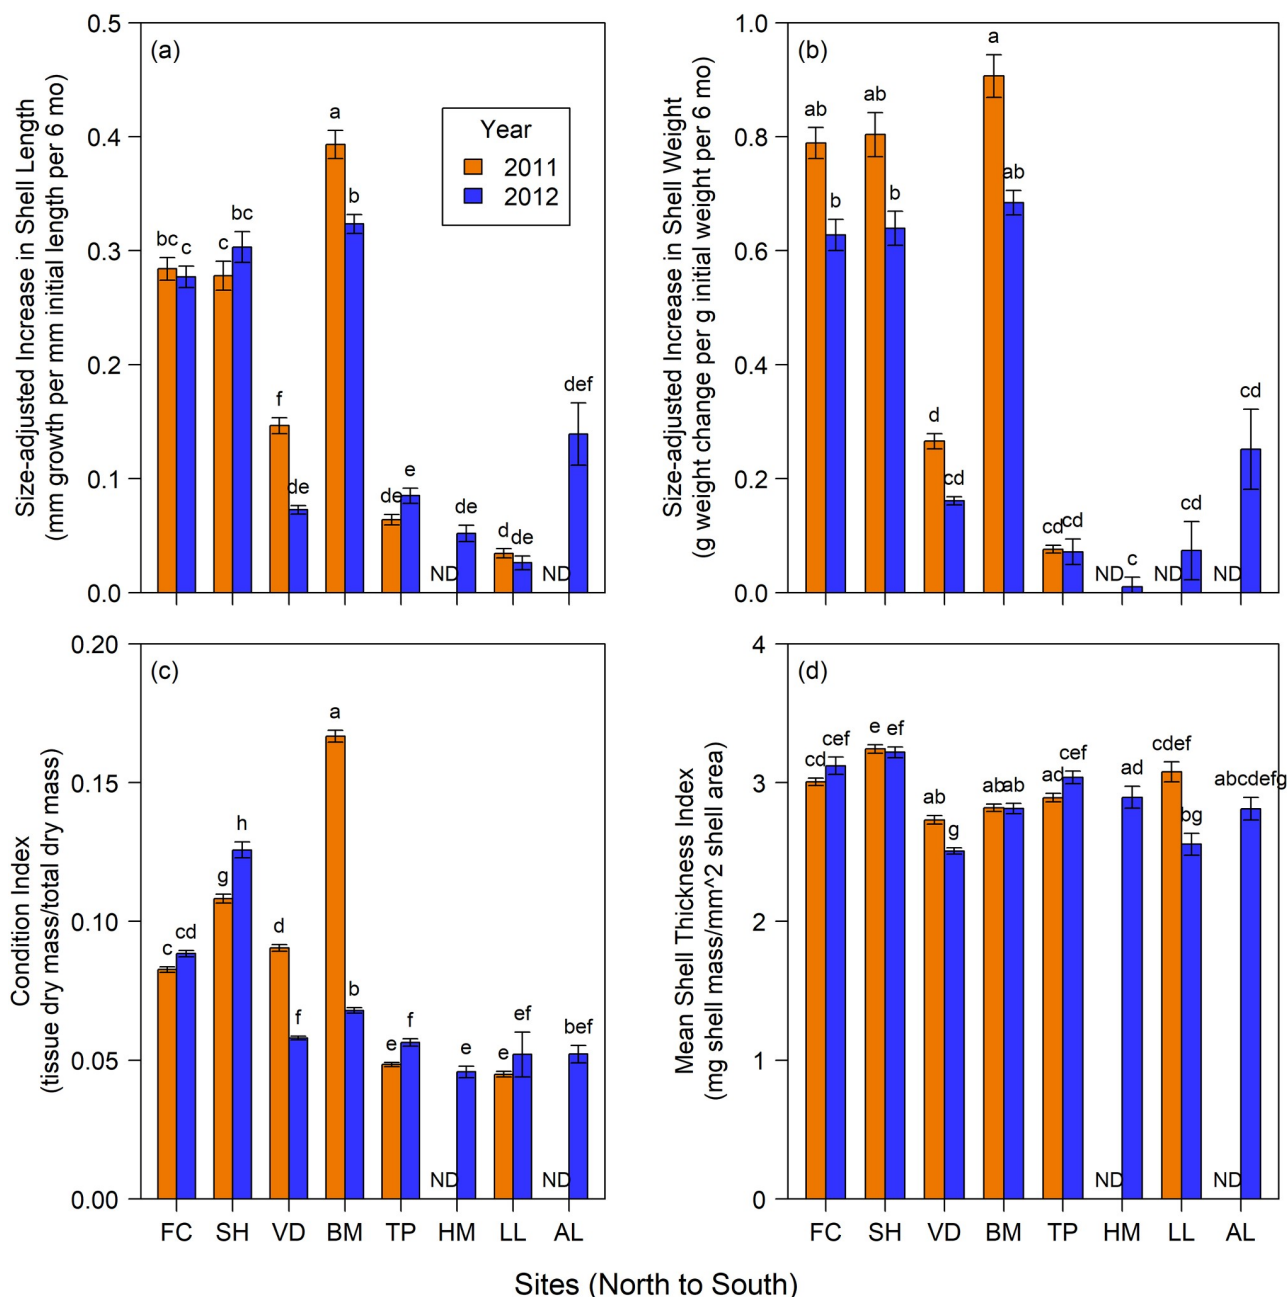 (a)
Size-adjusted Increase in Shell Length
(mm growth per mm initial length per 6 mo)
0.5
0.4
0.3
0.2
0.1
0.0
Year
2011
2012
bc c c bc f de a b de e ND de d de ND def
(b)
Size-adjusted Increase in Shell Weight
(g weight change per g initial weight per 6 mo)
1.0
0.8
0.6
0.4
0.2
0.0
ab b ab b d cd a ab cd cd ND c ND cd ND cd
(c)
Condition Index
(tissue dry mass/total dry mass)
0.20
0.15
0.10
0.05
0.00
c cd g h d f a b e f ND e e ef ND bef
FC SH VD BM TP HM LL AL
(d)
Mean Shell Thickness Index
(mg shell mass/mm^2 shell area)
4
3
2
1
0
cd cef e ef ab g ab ab ad cef ND ad cdef bg ND abcdefg
FC SH VD BM TP HM LL AL
Sites (North to South)